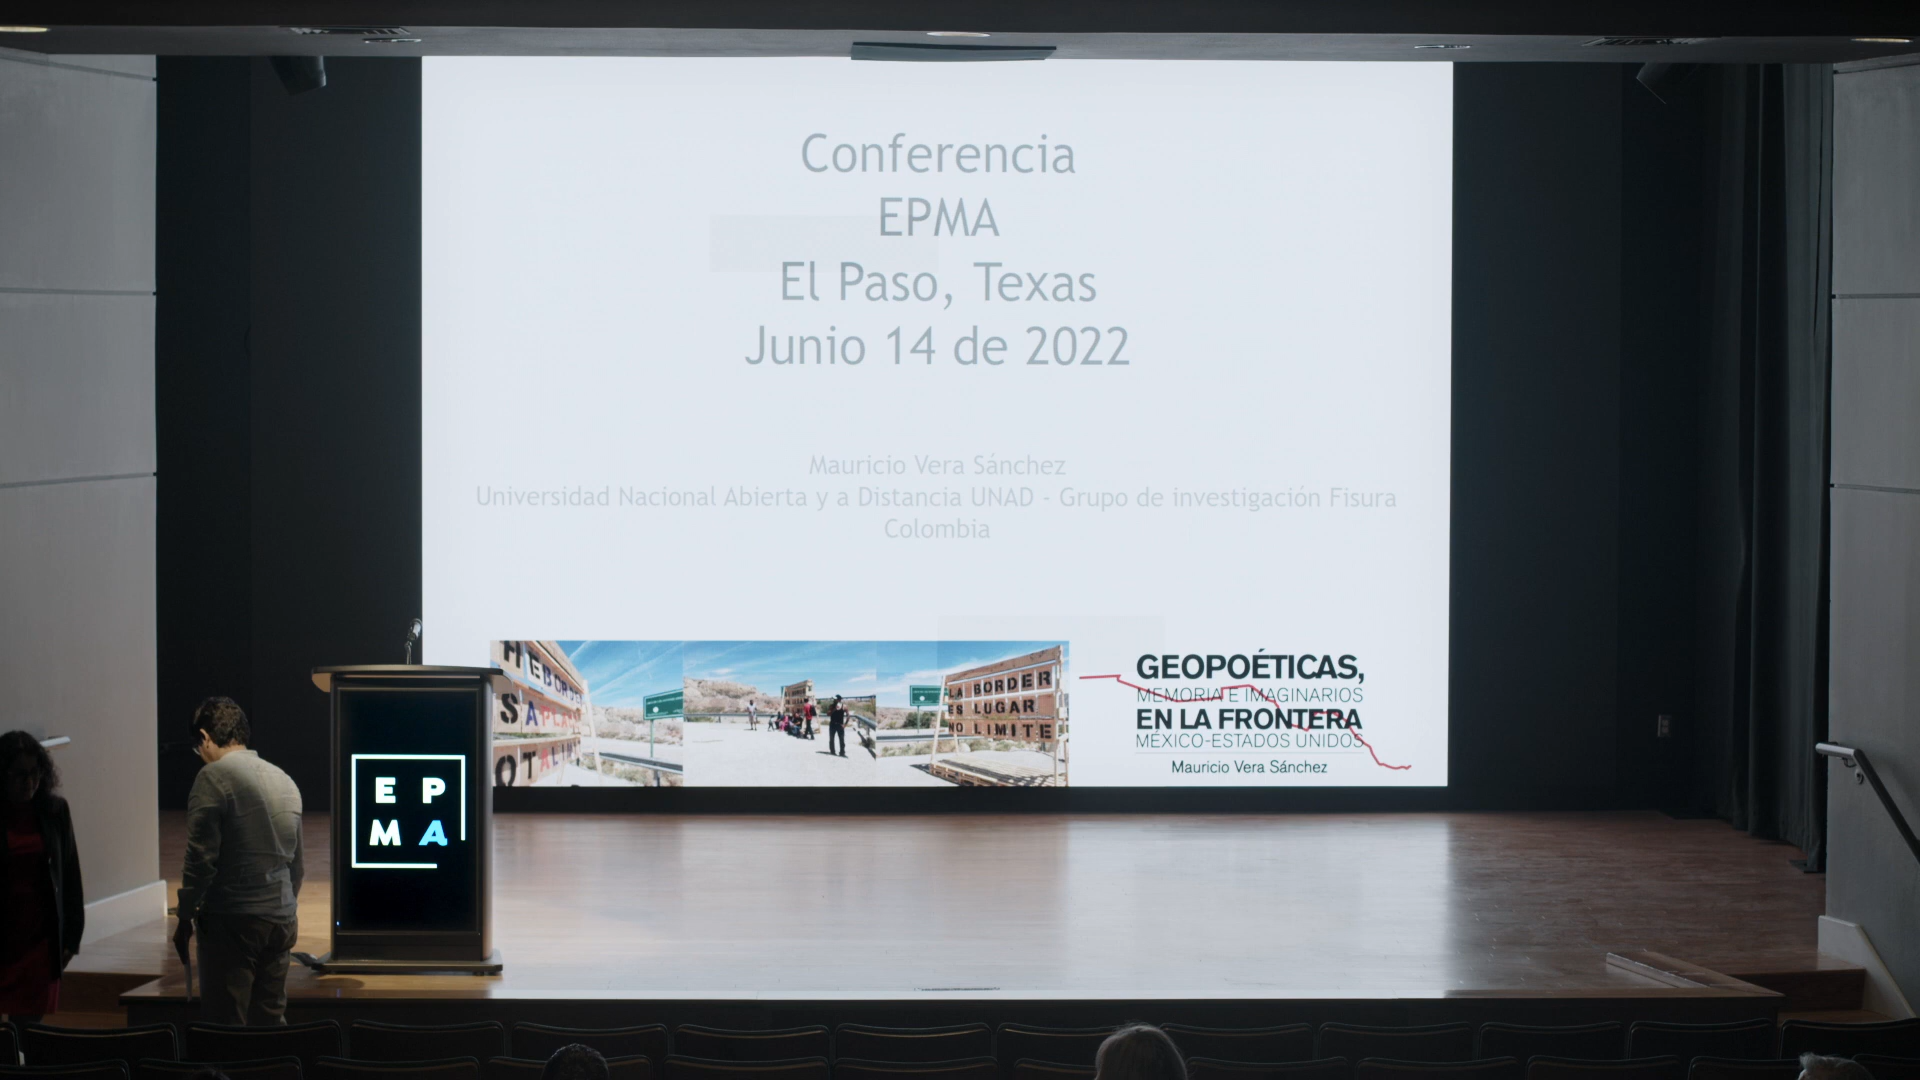 Conferencia
EPMA
El Paso, Texas
Junio 14 de 2022
Mauricio Vera Sánchez
Universidad Nacional Abierta y a Distancia UNAD - Grupo de investigación Fisura
Colombia
LA BORDER
ES LUGAR
NO LIMITE
GEOPOÉTICAS,
MEMORIA E IMAGINARIOS
EN LA FRONTERA
MÉXICO-ESTADOS UNIDOS
Mauricio Vera Sánchez
E P
M A